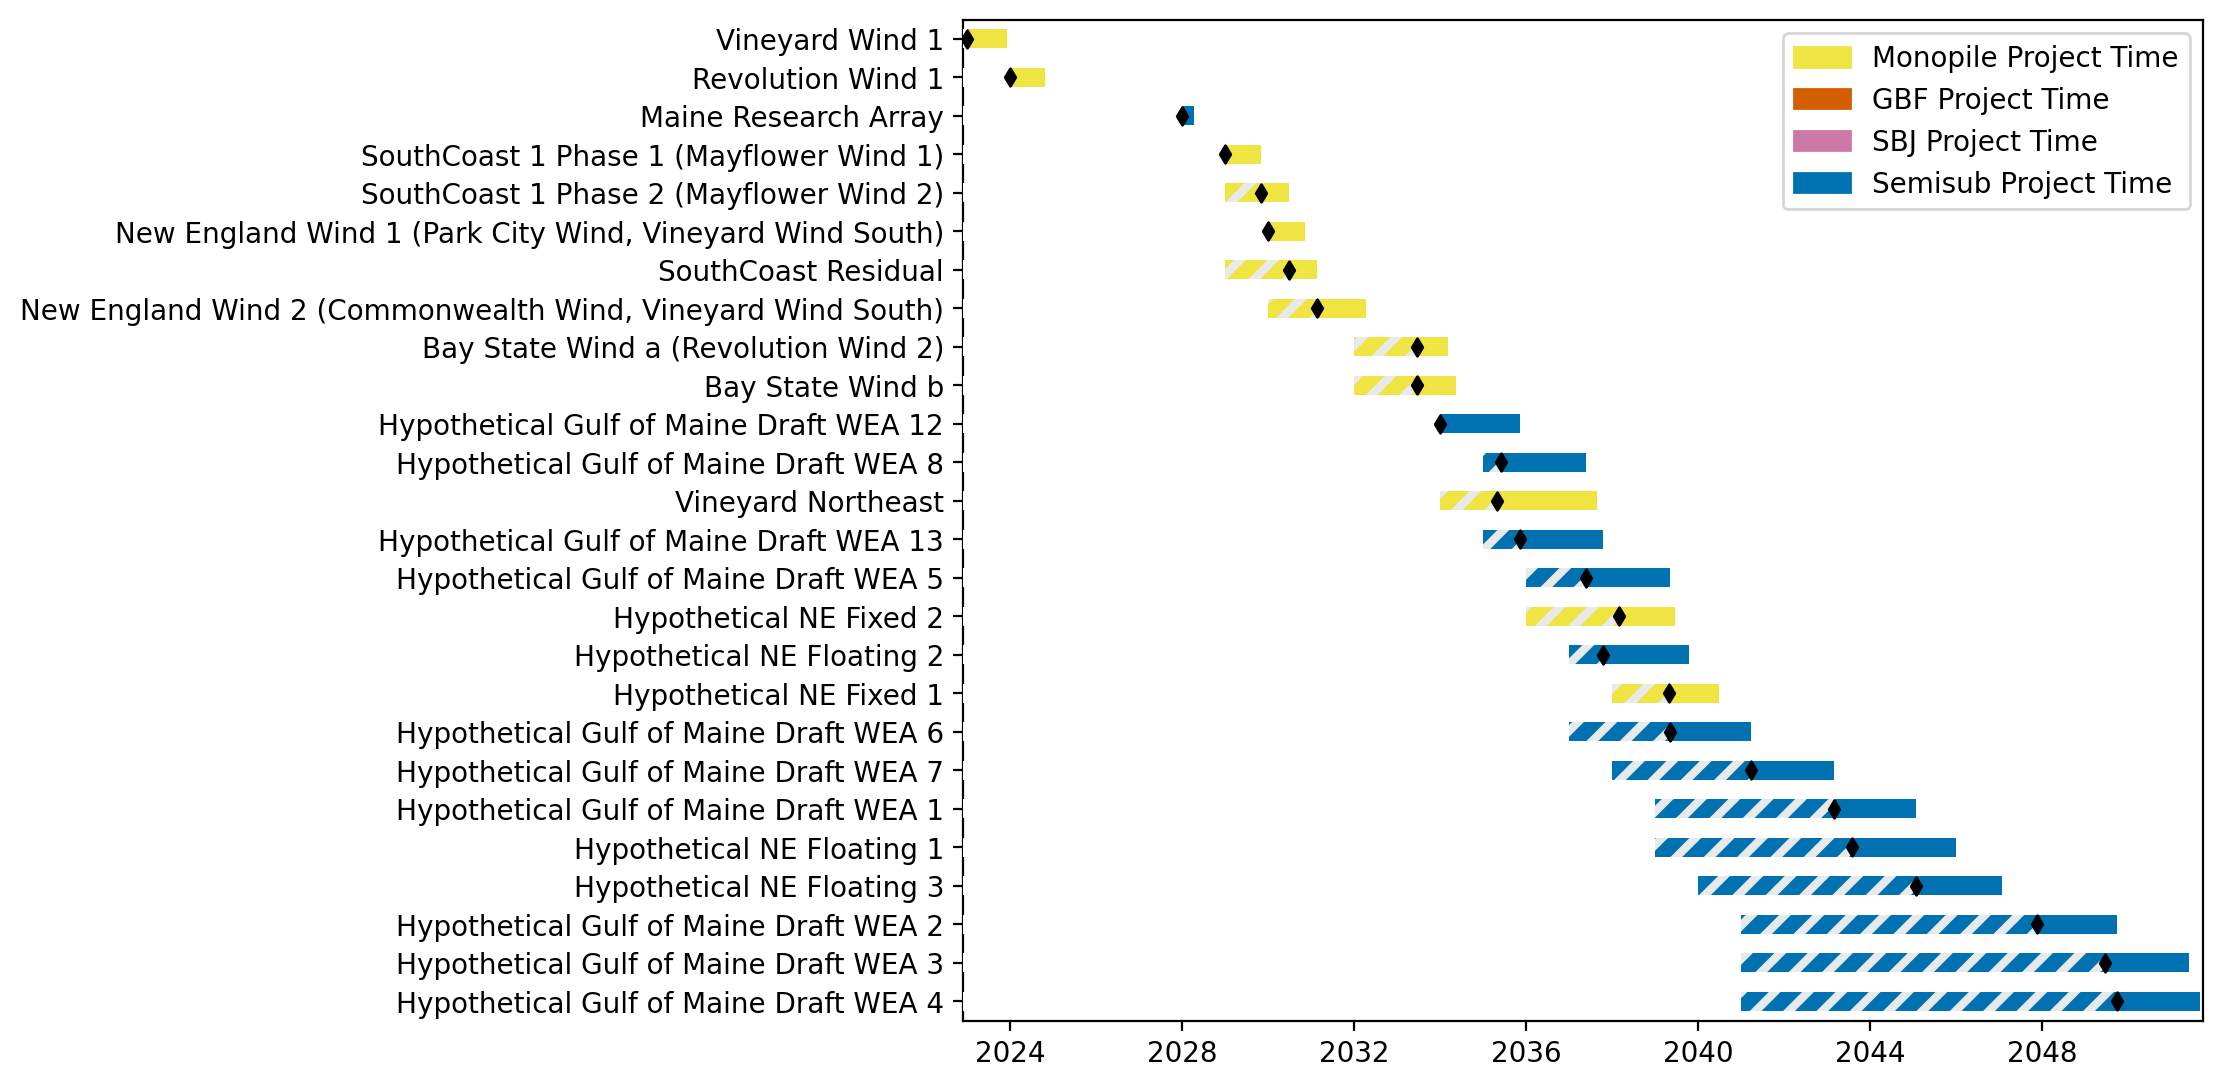 Vineyard Wind 1
Revolution Wind 1
Maine Research Array
SouthCoast 1 Phase 1 (Mayflower Wind 1)
SouthCoast 1 Phase 2 (Mayflower Wind 2)
New England Wind 1 (Park City Wind, Vineyard Wind South)
SouthCoast Residual
New England Wind 2 (Commonwealth Wind, Vineyard Wind South)
Bay State Wind a (Revolution Wind 2)
Bay State Wind b
Hypothetical Gulf of Maine Draft WEA 12
Hypothetical Gulf of Maine Draft WEA 8
Vineyard Northeast
Hypothetical Gulf of Maine Draft WEA 13
Hypothetical Gulf of Maine Draft WEA 5
Hypothetical NE Fixed 2
Hypothetical NE Floating 2
Hypothetical NE Fixed 1
Hypothetical Gulf of Maine Draft WEA 6
Hypothetical Gulf of Maine Draft WEA 7
Hypothetical Gulf of Maine Draft WEA 1
Hypothetical NE Floating 1
Hypothetical NE Floating 3
Hypothetical Gulf of Maine Draft WEA 2
Hypothetical Gulf of Maine Draft WEA 3
Hypothetical Gulf of Maine Draft WEA 4
Monopile Project Time
GBF Project Time
SBJ Project Time
Semisub Project Time
2024 2028 2032 2036 2040 2044 2048